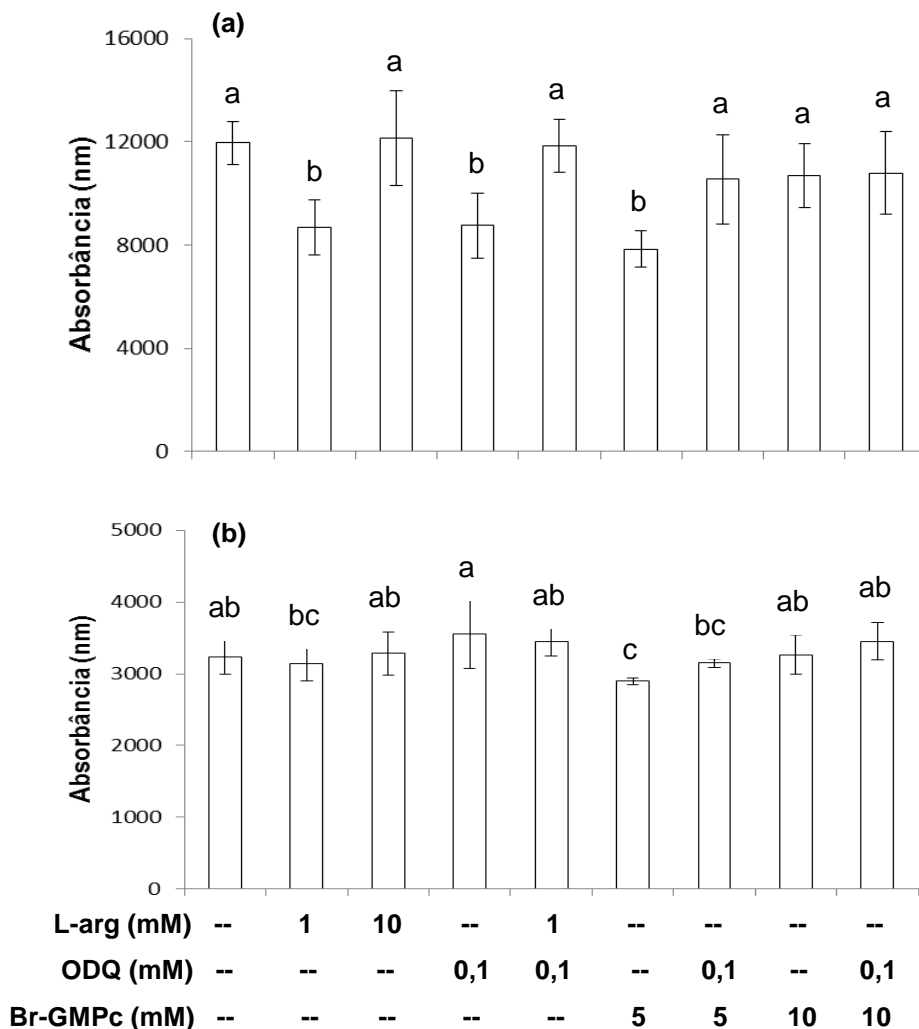 (a)
16000
12000
8000
4000
0
Absorbância (nm)
a b a b a b a a a
(b)
5000
4000
3000
2000
1000
0
Absorbância (nm)
ab bc ab a ab c bc ab ab
L-arg (mM) -- 1 10 -- 1 -- -- -- --
ODQ (mM) -- -- -- 0,1 0,1 -- 0,1 -- 0,1
Br-GMPc (mM) -- -- -- -- -- 5 5 10 10